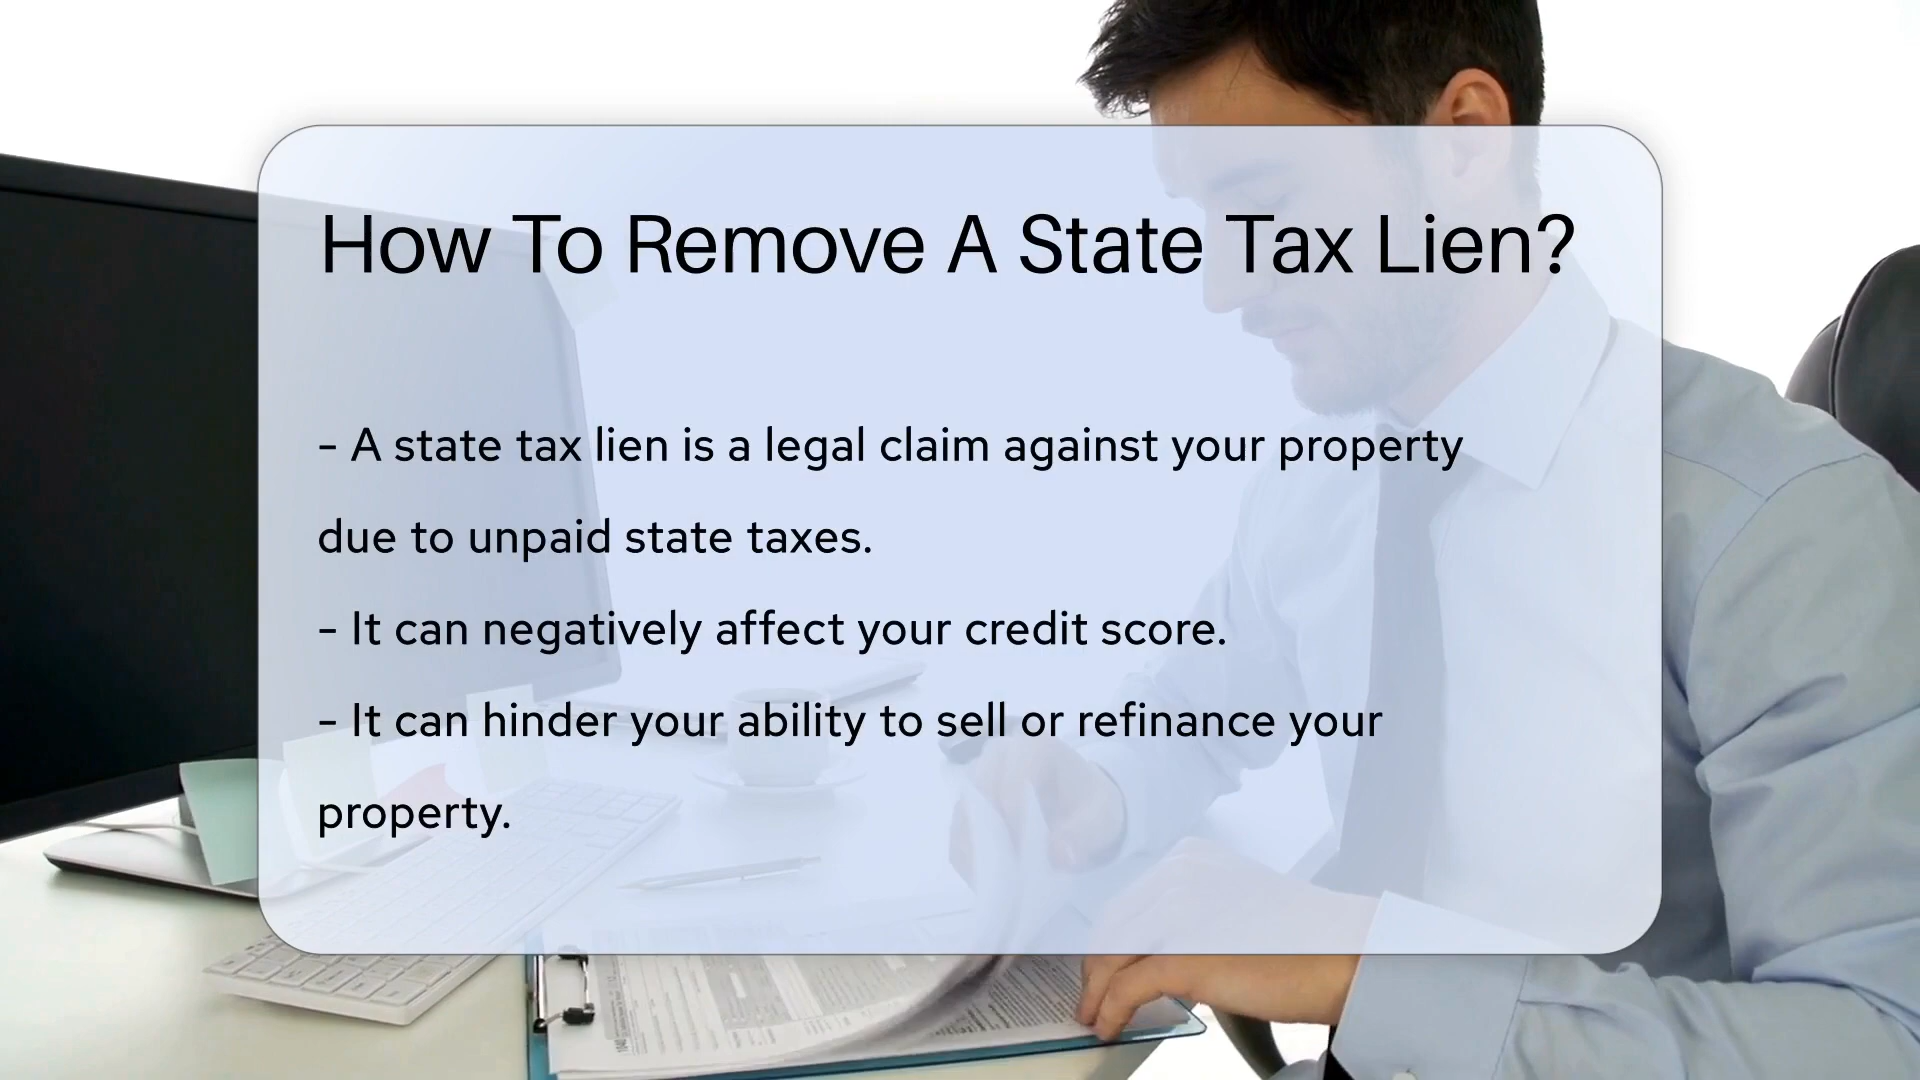 How To Remove A State Tax Lien?
- A state tax lien is a legal claim against your property
due to unpaid state taxes.
- It can negatively affect your credit score.
- It can hinder your ability to sell or refinance your
property.